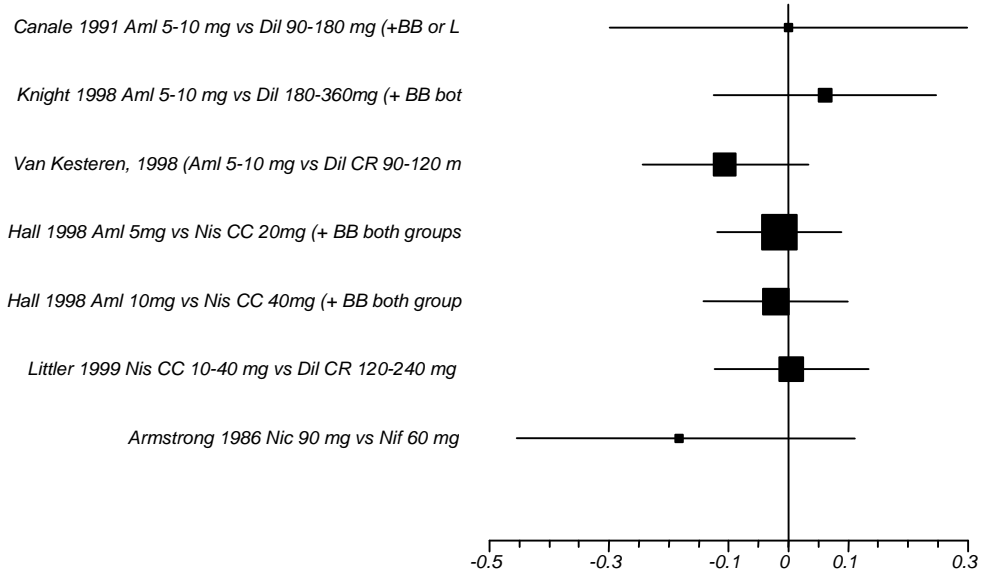 Canale 1991 Aml 5-10 mg vs Dil 90-180 mg (+BB or L
Knight 1998 Aml 5-10 mg vs Dil 180-360mg (+ BB bot
Van Kesteren, 1998 (Aml 5-10 mg vs Dil CR 90-120 m
Hall 1998 Aml 5mg vs Nis CC 20mg (+ BB both groups
Hall 1998 Aml 10mg vs Nis CC 40mg (+ BB both group
Littler 1999 Nis CC 10-40 mg vs Dil CR 120-240 mg
Armstrong 1986 Nic 90 mg vs Nif 60 mg
-0.5 -0.3 -0.1 0 0.1 0.3